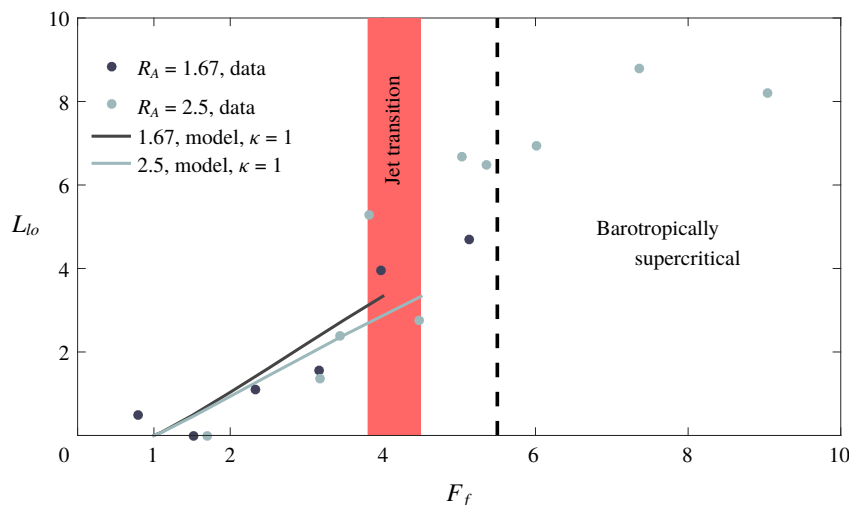 10
8
6
4
2
0
1
2
4
6
8
10
L_lo
F_f
R_A = 1.67, data
R_A = 2.5, data
1.67, model, κ = 1
2.5, model, κ = 1
Jet transition
Barotropically
supercritical